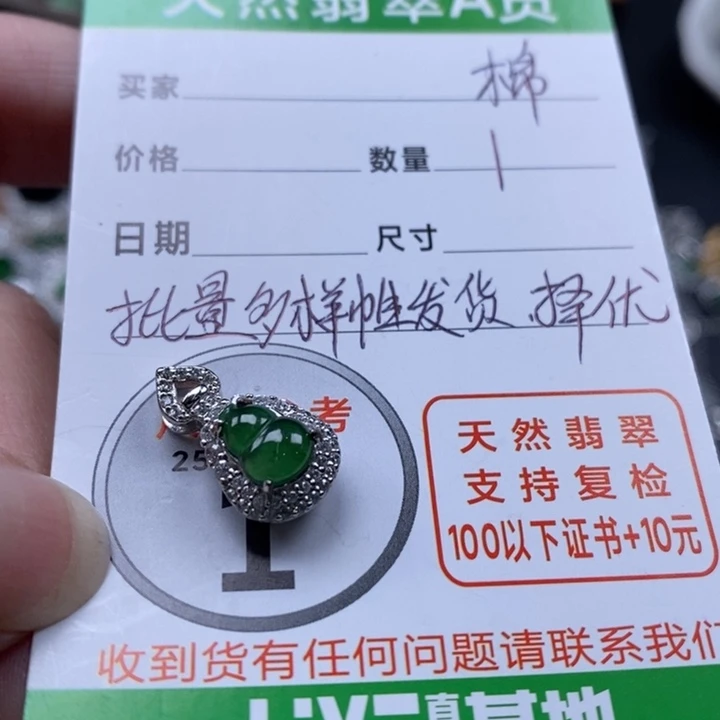 天然翡翠A货
买家 棉
价格 数量 1
日期 尺寸
批量多样性发货 择优
考
25
1
天然翡翠
支持复检
100以下证书+10元
收到货有任何问题请联系我们
基地